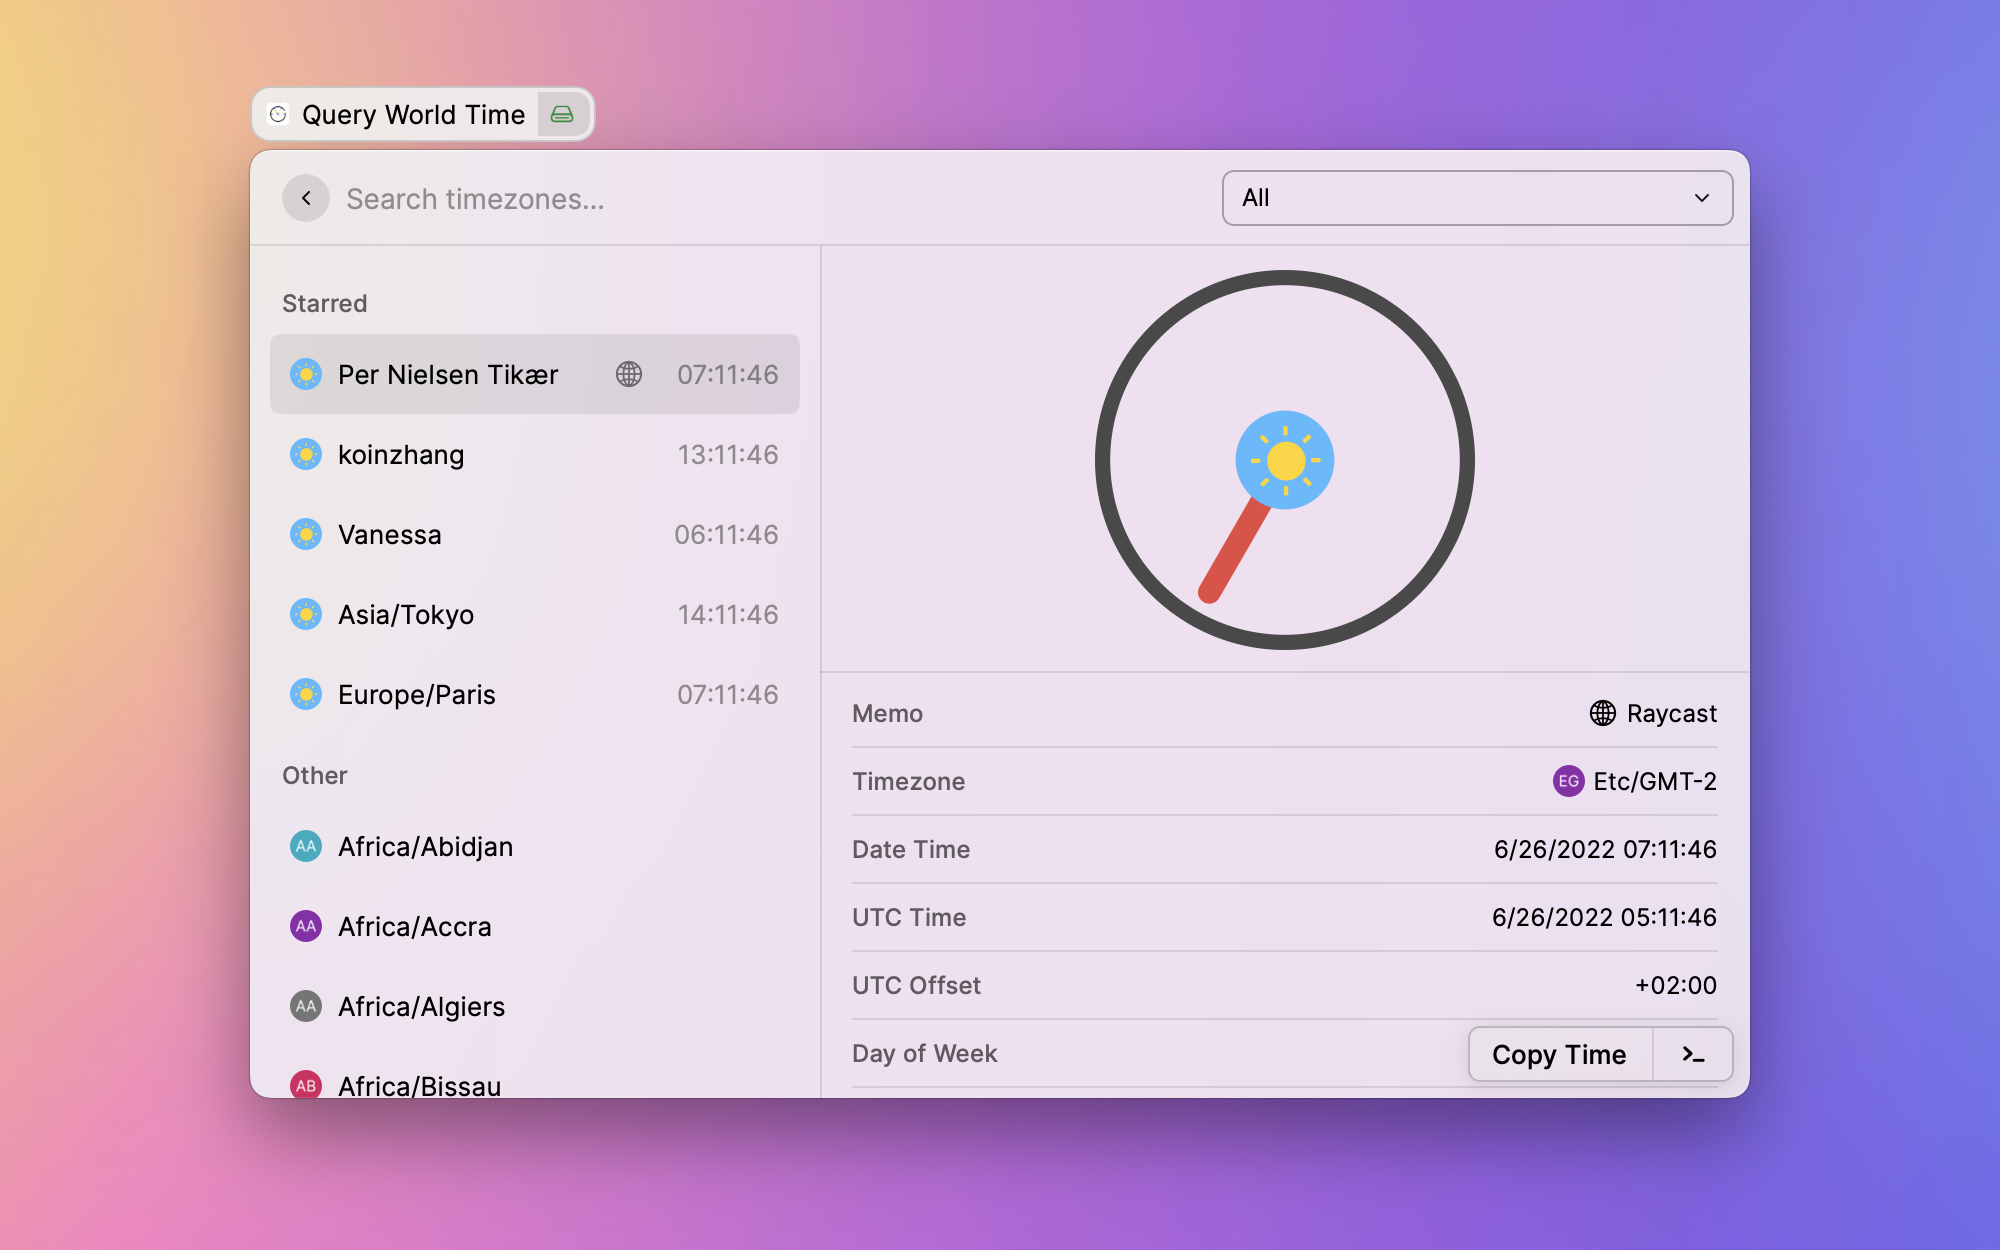 Query World Time
Search timezones...
All
Starred
Per Nielsen Tikær 07:11:46
koinzhang 13:11:46
Vanessa 06:11:46
Asia/Tokyo 14:11:46
Europe/Paris 07:11:46
Other
AA Africa/Abidjan
AA Africa/Accra
AA Africa/Algiers
AB Africa/Bissau
Memo Raycast
Timezone EG Etc/GMT-2
Date Time 6/26/2022 07:11:46
UTC Time 6/26/2022 05:11:46
UTC Offset +02:00
Day of Week
Copy Time